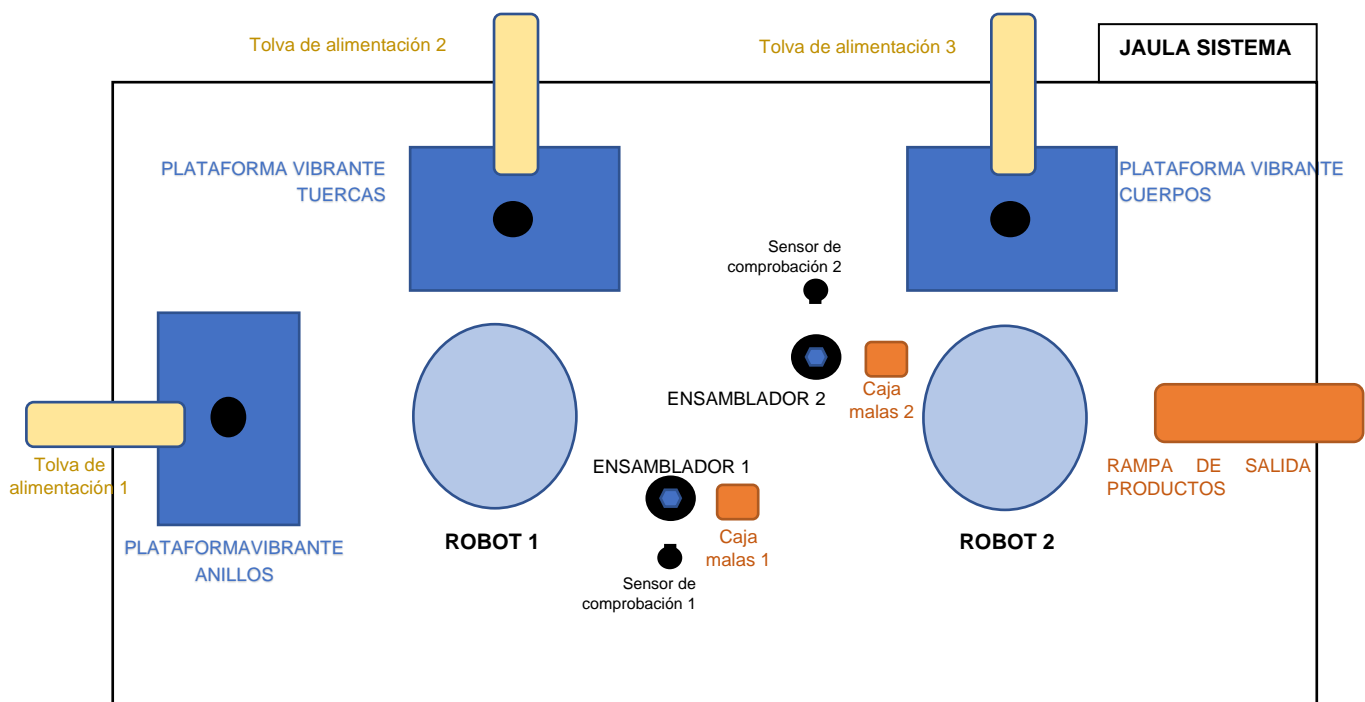 Tolva de alimentación 2
Tolva de alimentación 3
JAULA SISTEMA
PLATAFORMA VIBRANTE
TUERCAS
PLATAFORMA VIBRANTE
CUERPOS
Sensor de
comprobación 2
ENSAMBLADOR 2
Caja
malas 2
Tolva de
alimentación 1
ENSAMBLADOR 1
RAMPA DE SALIDA
PRODUCTOS
PLATAFORMAVIBRANTE
ANILLOS
ROBOT 1
Caja
malas 1
ROBOT 2
Sensor de
comprobación 1